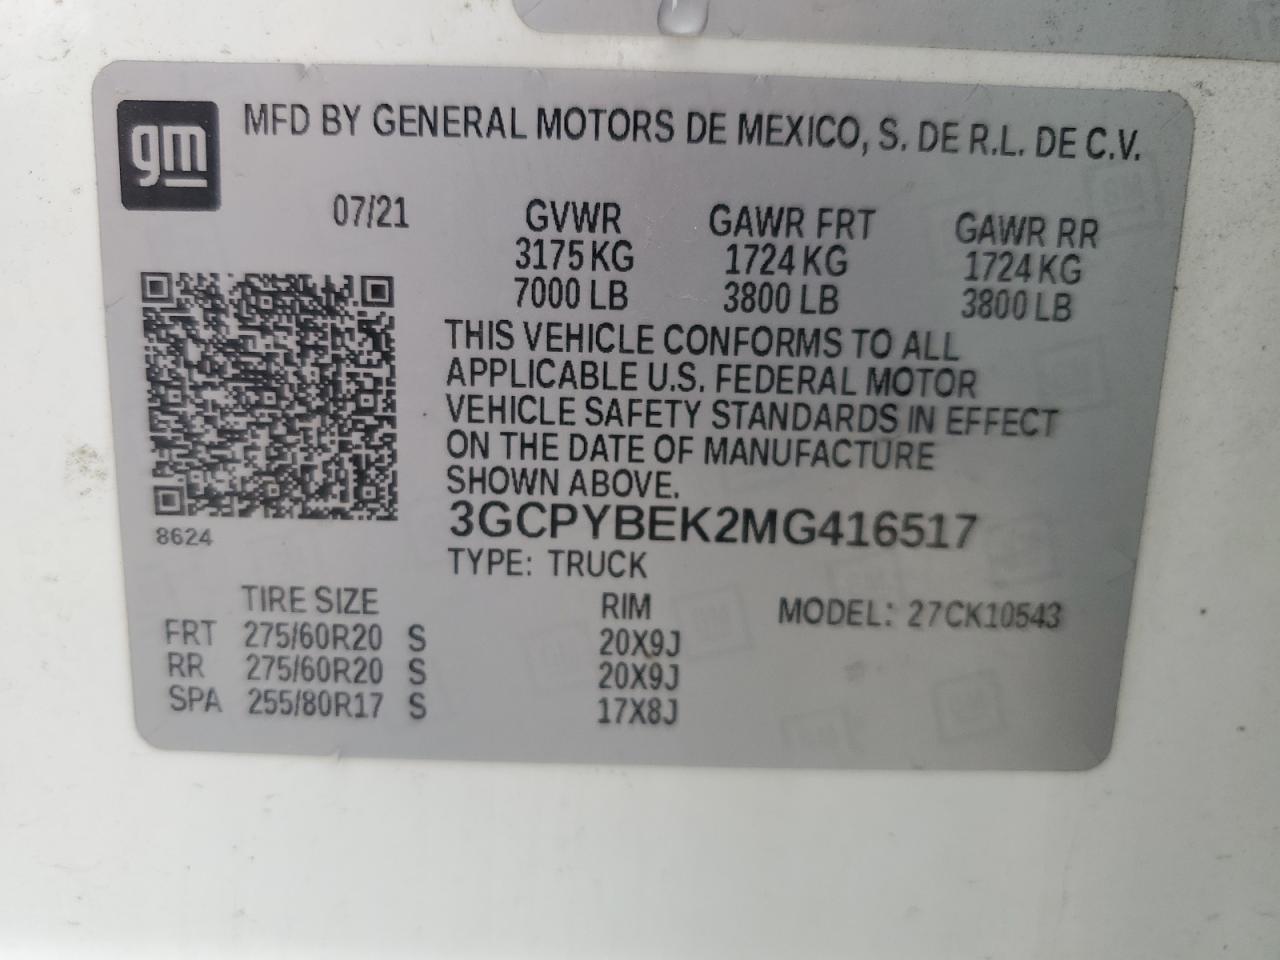 gm
MFD BY GENERAL MOTORS DE MEXICO, S. DE R.L. DE C.V.
07/21 GVWR GAWR FRT GAWR RR
3175 KG 1724 KG 1724 KG
7000 LB 3800 LB 3800 LB
THIS VEHICLE CONFORMS TO ALL
APPLICABLE U.S. FEDERAL MOTOR
VEHICLE SAFETY STANDARDS IN EFFECT
ON THE DATE OF MANUFACTURE
SHOWN ABOVE.
3GCPYBEK2MG416517
8624
TYPE: TRUCK
TIRE SIZE RIM MODEL: 27CK10543
FRT 275/60R20 S 20X9J
RR 275/60R20 S 20X9J
SPA 255/80R17 S 17X8J